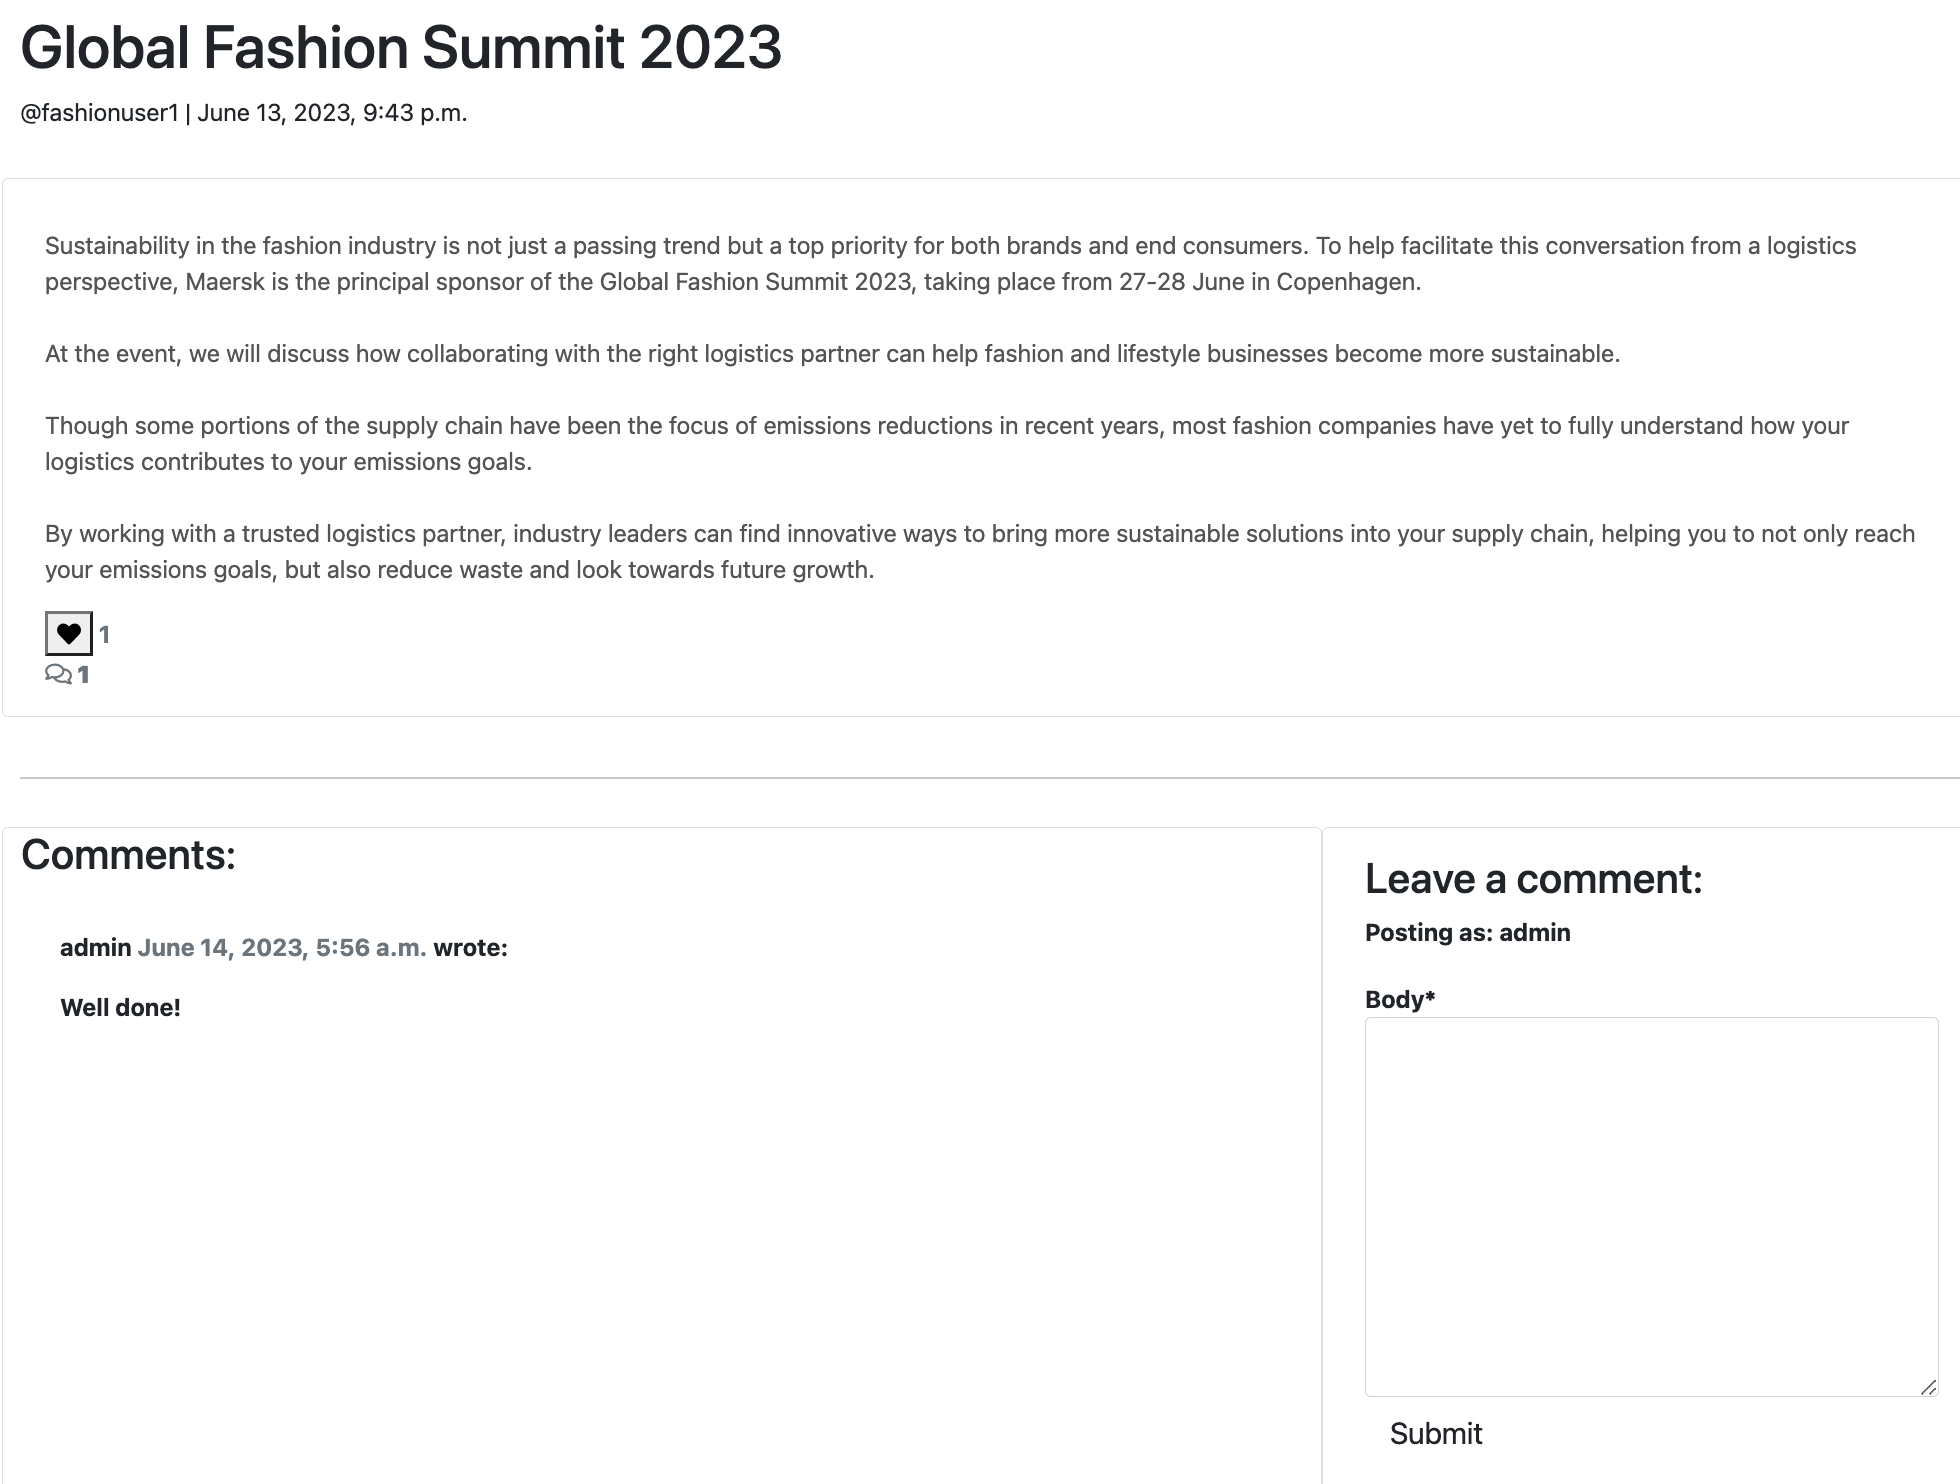 Global Fashion Summit 2023
@fashionuser1 | June 13, 2023, 9:43 p.m.
Sustainability in the fashion industry is not just a passing trend but a top priority for both brands and end consumers. To help facilitate this conversation from a logistics
perspective, Maersk is the principal sponsor of the Global Fashion Summit 2023, taking place from 27-28 June in Copenhagen.
At the event, we will discuss how collaborating with the right logistics partner can help fashion and lifestyle businesses become more sustainable.
Though some portions of the supply chain have been the focus of emissions reductions in recent years, most fashion companies have yet to fully understand how your
logistics contributes to your emissions goals.
By working with a trusted logistics partner, industry leaders can find innovative ways to bring more sustainable solutions into your supply chain, helping you to not only reach
your emissions goals, but also reduce waste and look towards future growth.
1
1
Comments:
admin June 14, 2023, 5:56 a.m. wrote:
Well done!
Leave a comment:
Posting as: admin
Body*
Submit